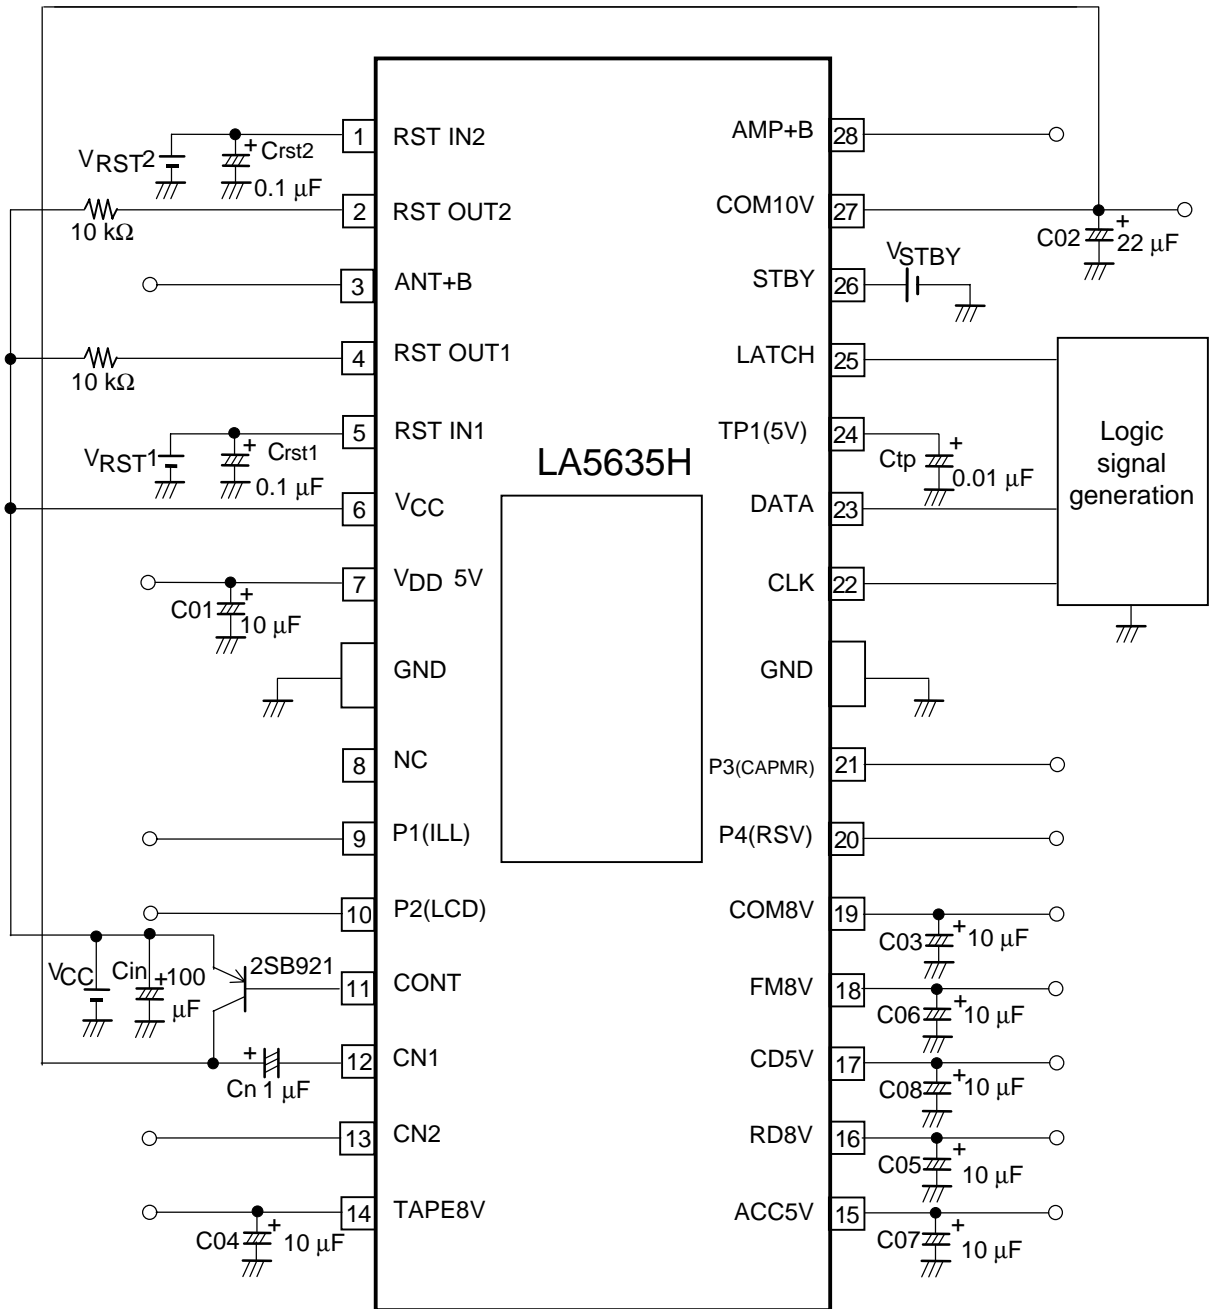 1 RST IN2
VRST2
+ Crst2
0.1 μF
2 RST OUT2
10 kΩ
3 ANT+B
4 RST OUT1
10 kΩ
5 RST IN1
VRST1
+ Crst1
0.1 μF
6 VCC
7 VDD 5V
C01 +
10 μF
GND
8 NC
9 P1(ILL)
10 P2(LCD)
VCC
Cin +100
μF
2SB921
11 CONT
12 CN1
+
Cn 1 μF
13 CN2
14 TAPE8V
C04 +
10 μF
LA5635H
AMP+B 28
COM10V 27
C02 +
22 μF
STBY 26
VSTBY
LATCH 25
TP1(5V) 24
Ctp +
0.01 μF
DATA 23
CLK 22
Logic
signal
generation
GND
P3(CAPMR) 21
P4(RSV) 20
COM8V 19
C03 +
10 μF
FM8V 18
C06 +
10 μF
CD5V 17
C08 +
10 μF
RD8V 16
C05 +
10 μF
ACC5V 15
C07 +
10 μF